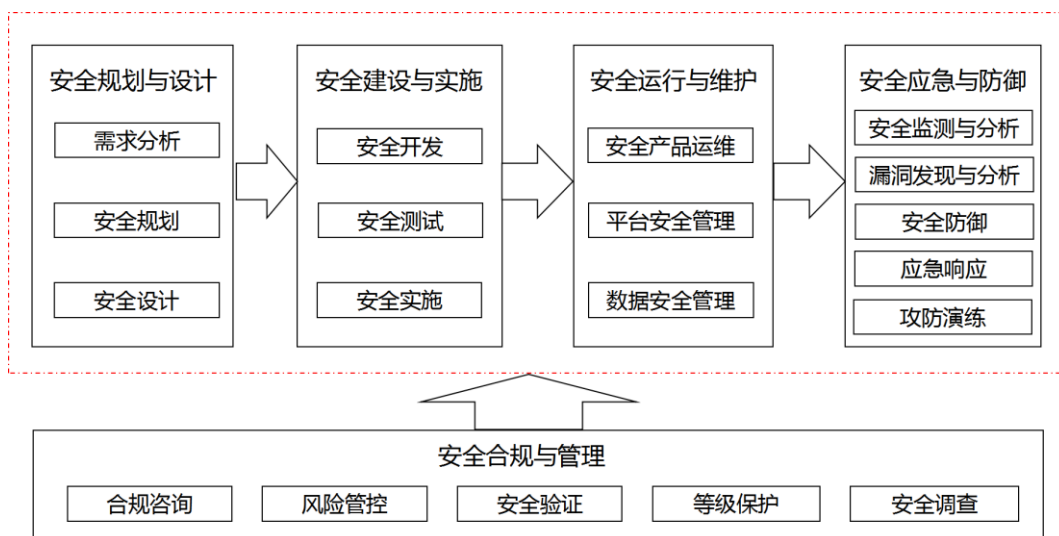 安全规划与设计
需求分析
安全规划
安全设计
安全建设与实施
安全开发
安全测试
安全实施
安全运行与维护
安全产品运维
平台安全管理
数据安全管理
安全应急与防御
安全监测与分析
漏洞发现与分析
安全防御
应急响应
攻防演练
安全合规与管理
合规咨询
风险管控
安全验证
等级保护
安全调查